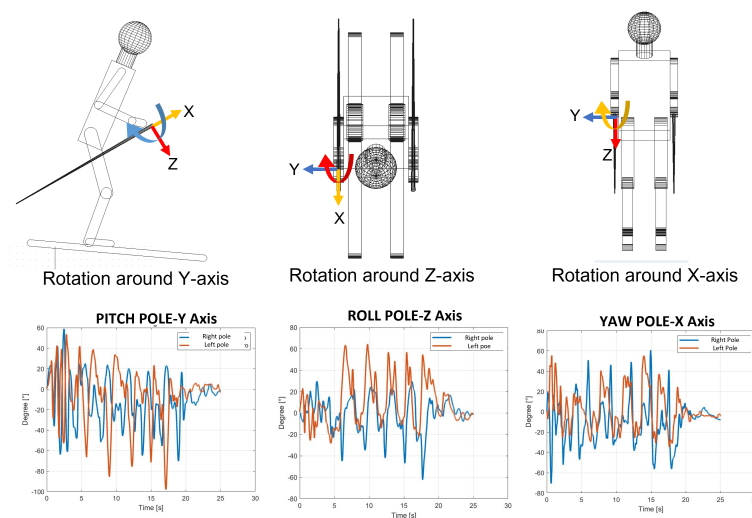 X
Z
Rotation around Y-axis
Y
X
Rotation around Z-axis
Y
Z
Rotation around X-axis
PITCH POLE-Y Axis
Right pole
Left pole
Degree [°]
60
40
20
0
-20
-40
-60
-80
-100
0 5 10 15 20 25 30
Time [s]
ROLL POLE-Z Axis
Right pole
Left poe
Degree [°]
80
60
40
20
0
-20
-40
-60
-80
0 5 10 15 20 25 30
Time [s]
YAW POLE-X Axis
Right Pole
Left Pole
Degree [°]
80
60
40
20
0
-20
-40
-60
-80
0 5 10 15 20 25
Time [s]